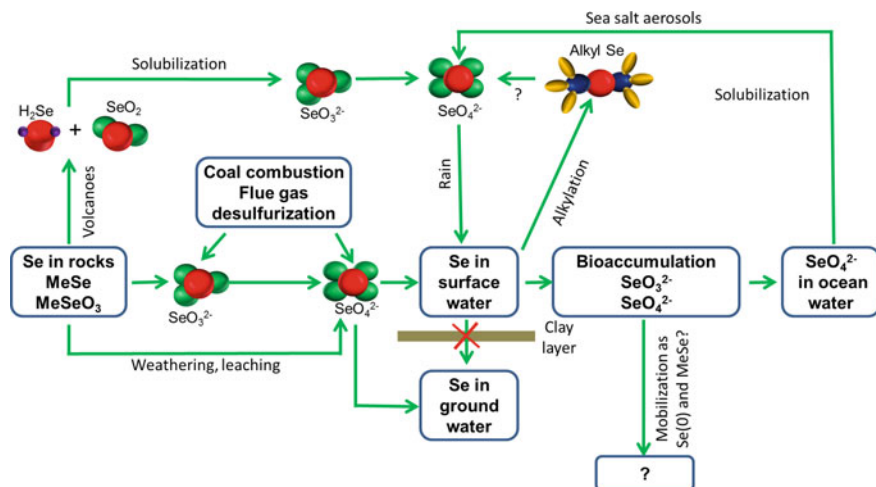 Sea salt aerosols
Solubilization
Alkyl Se
H₂Se
+
SeO₂
SeO₃²⁻
SeO₄²⁻
?
Solubilization
Volcanoes
Coal combustion
Flue gas
desulfurization
Rain
Alkylation
Se in rocks
MeSe
MeSeO₃
SeO₃²⁻
SeO₄²⁻
Se in
surface
water
Bioaccumulation
SeO₃²⁻
SeO₄²⁻
SeO₄²⁻
in ocean
water
Weathering, leaching
Clay
layer
Se in
ground
water
Mobilization as
Se(0) and MeSe?
?